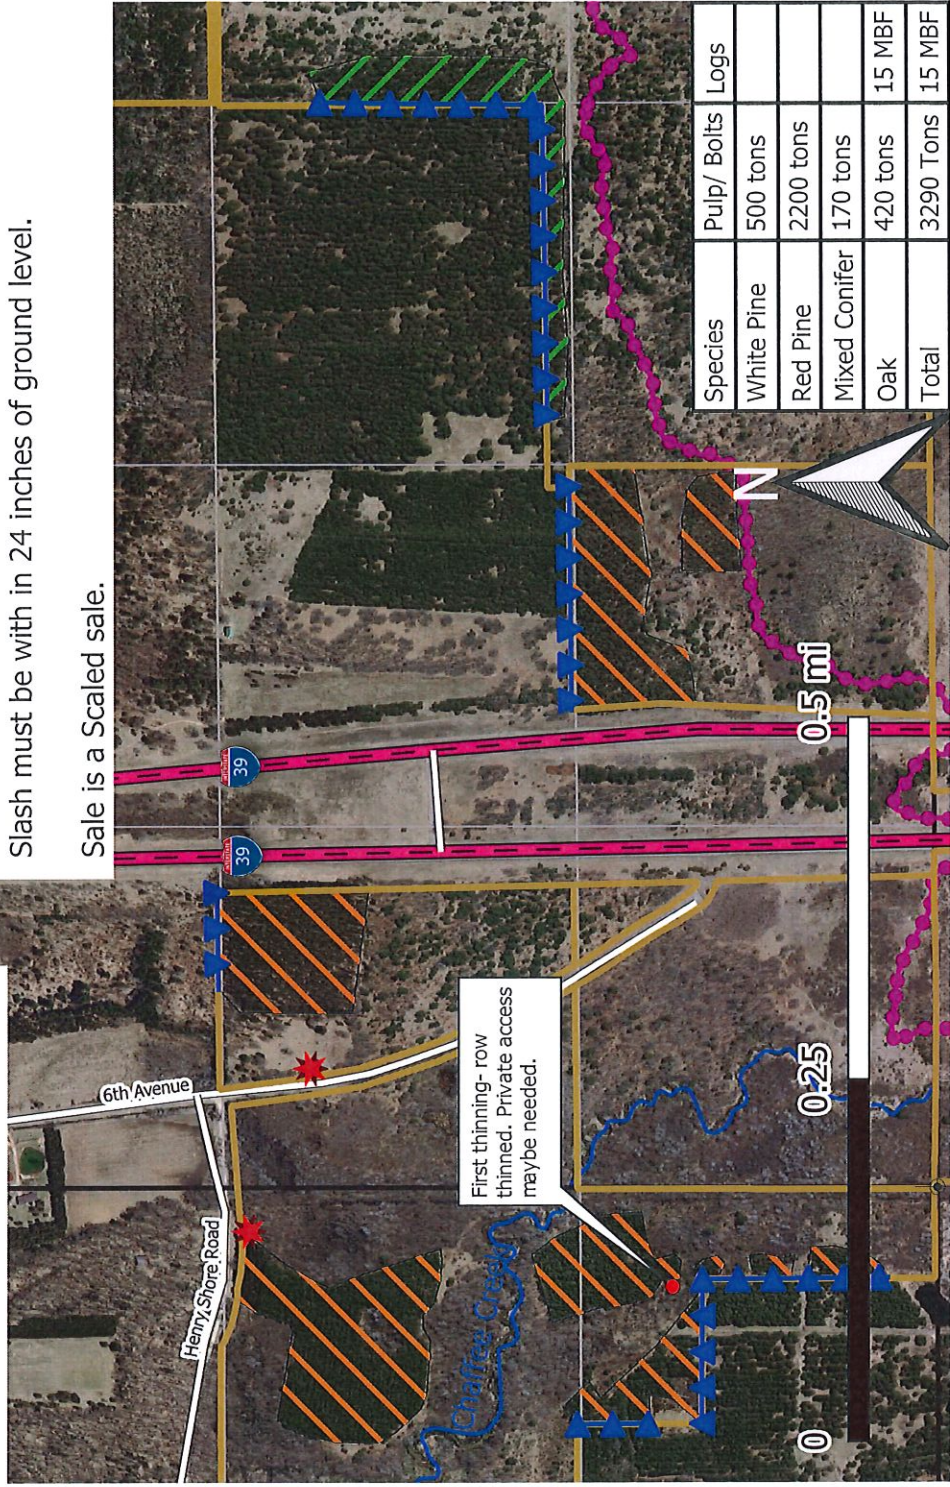 Slash must be with in 24 inches of ground level.
Sale is a Scaled sale.
6th Avenue
Henry Shore Road
39
39
First thinning- row
thinned. Private access
maybe needed.
Chaffee Creek
N
0
0.25
0.5 mi
Species Pulp/ Bolts Logs
White Pine 500 tons
Red Pine 2200 tons
Mixed Conifer 170 tons
Oak 420 tons 15 MBF
Total 3290 Tons 15 MBF